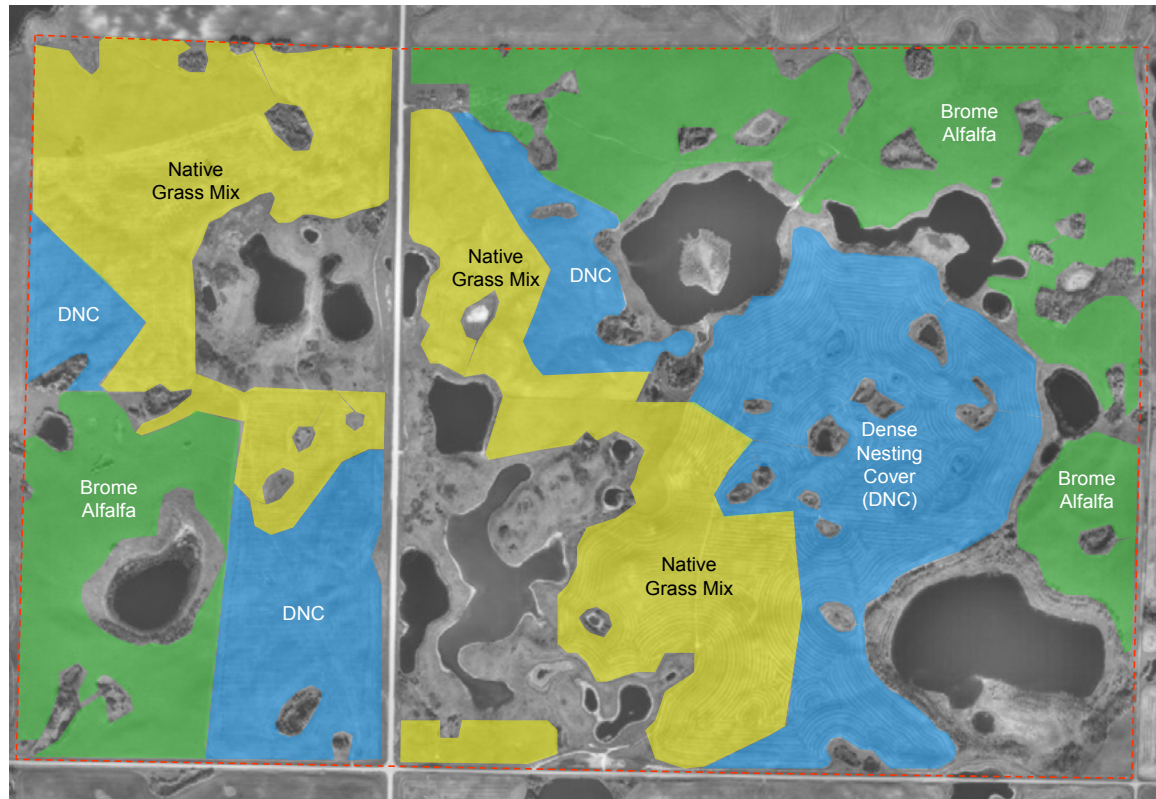 Brome
Alfalfa
Native
Grass Mix
Native
Grass Mix
DNC
DNC
Dense
Nesting
Cover
(DNC)
Brome
Alfalfa
Brome
Alfalfa
Native
Grass Mix
DNC